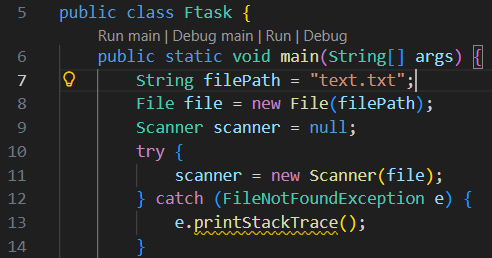 5 public class Ftask {
Run main | Debug main | Run | Debug
6 public static void main(String[] args) {
7 String filePath = "text.txt";
8 File file = new File(filePath);
9 Scanner scanner = null;
10 try {
11 scanner = new Scanner(file);
12 } catch (FileNotFoundException e) {
13 e.printStackTrace();
14 }